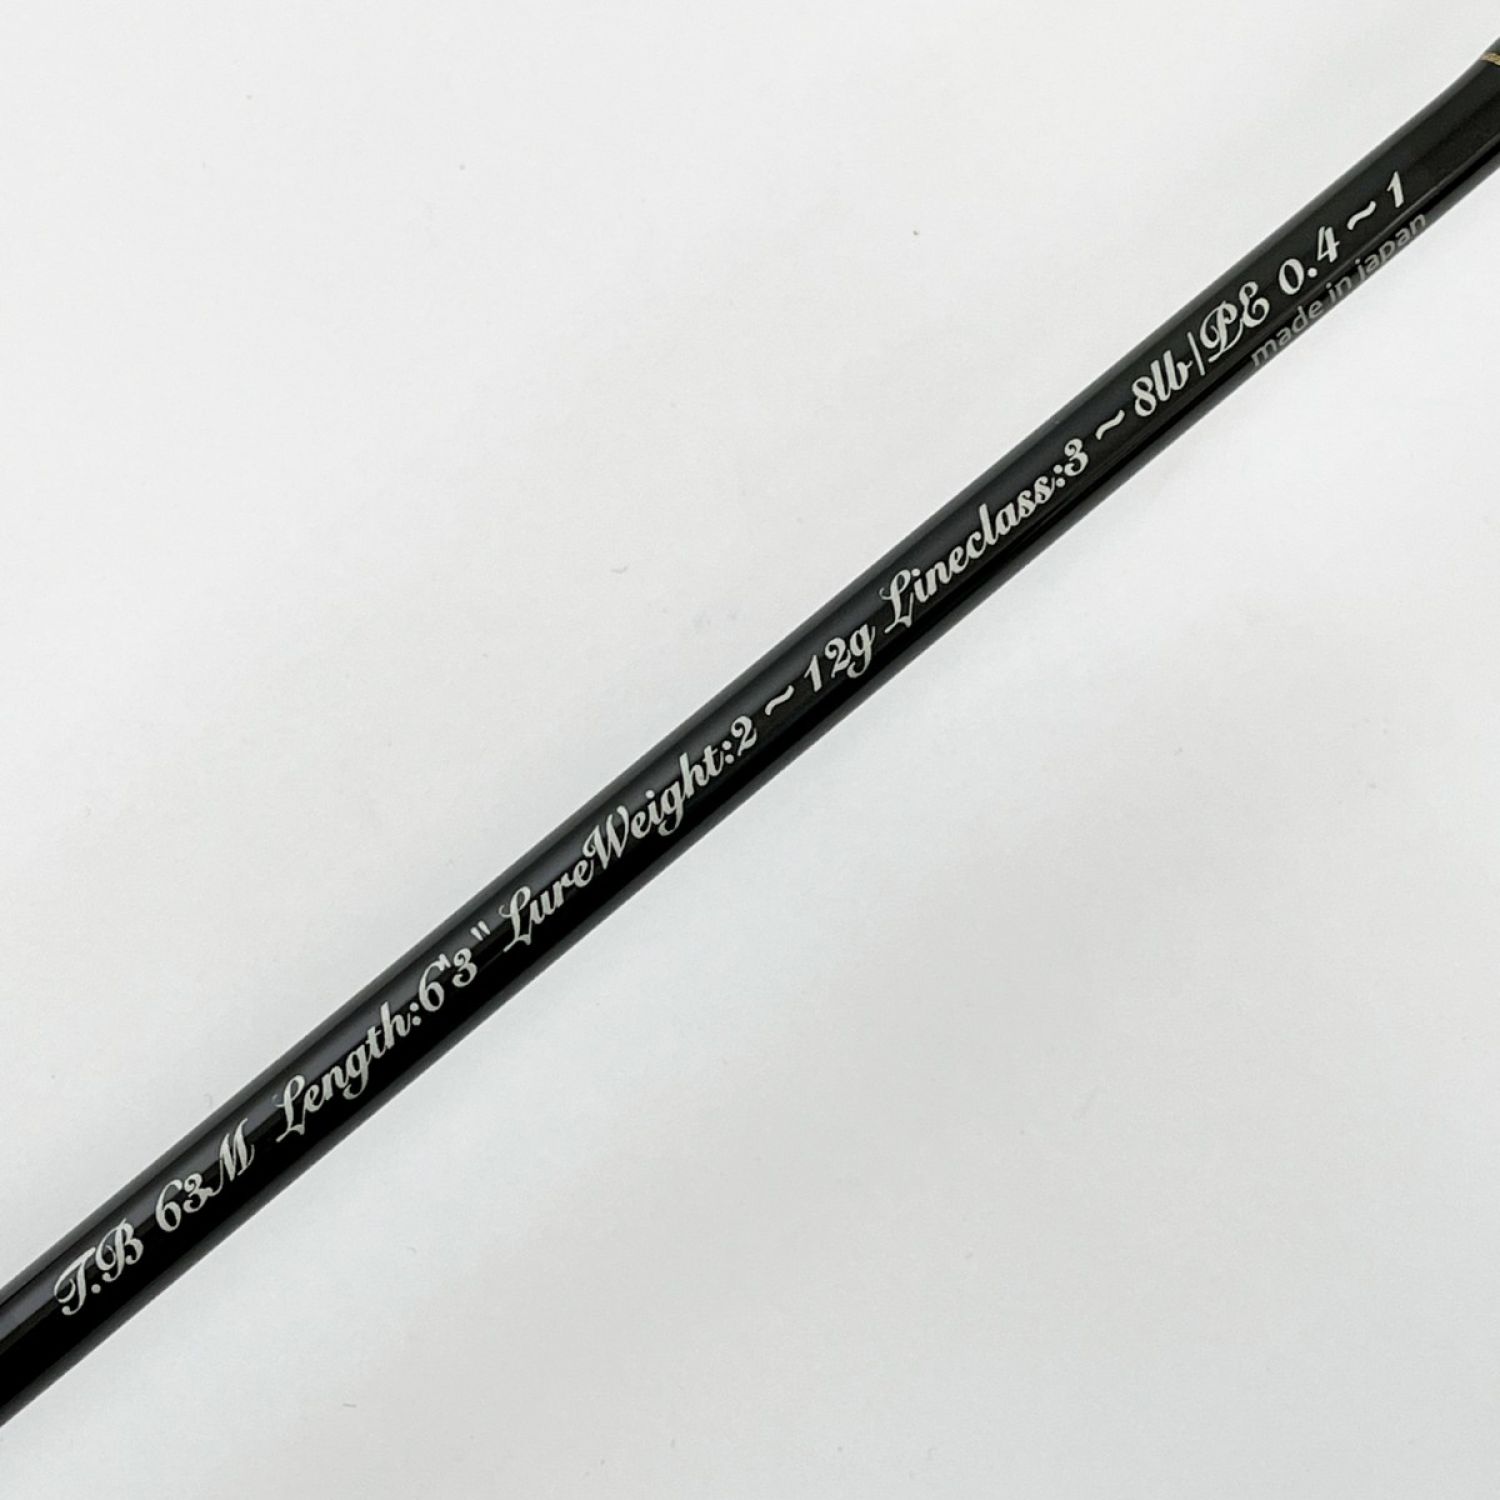 T.B 63M Length:6'3" LureWeight:2~12g Lineclass:3~8lb/PE 0.4~1
made in japan